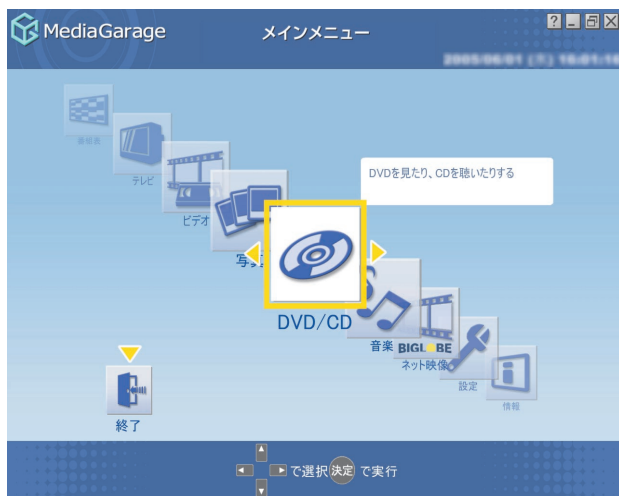 MediaGarage
メインメニュー
番組表
テレビ
ビデオ
DVDを見たり、CDを聴いたりする
DVD/CD
音楽
BIGLOBE
ネット映像
設定
情報
終了
で選択 決定 で実行